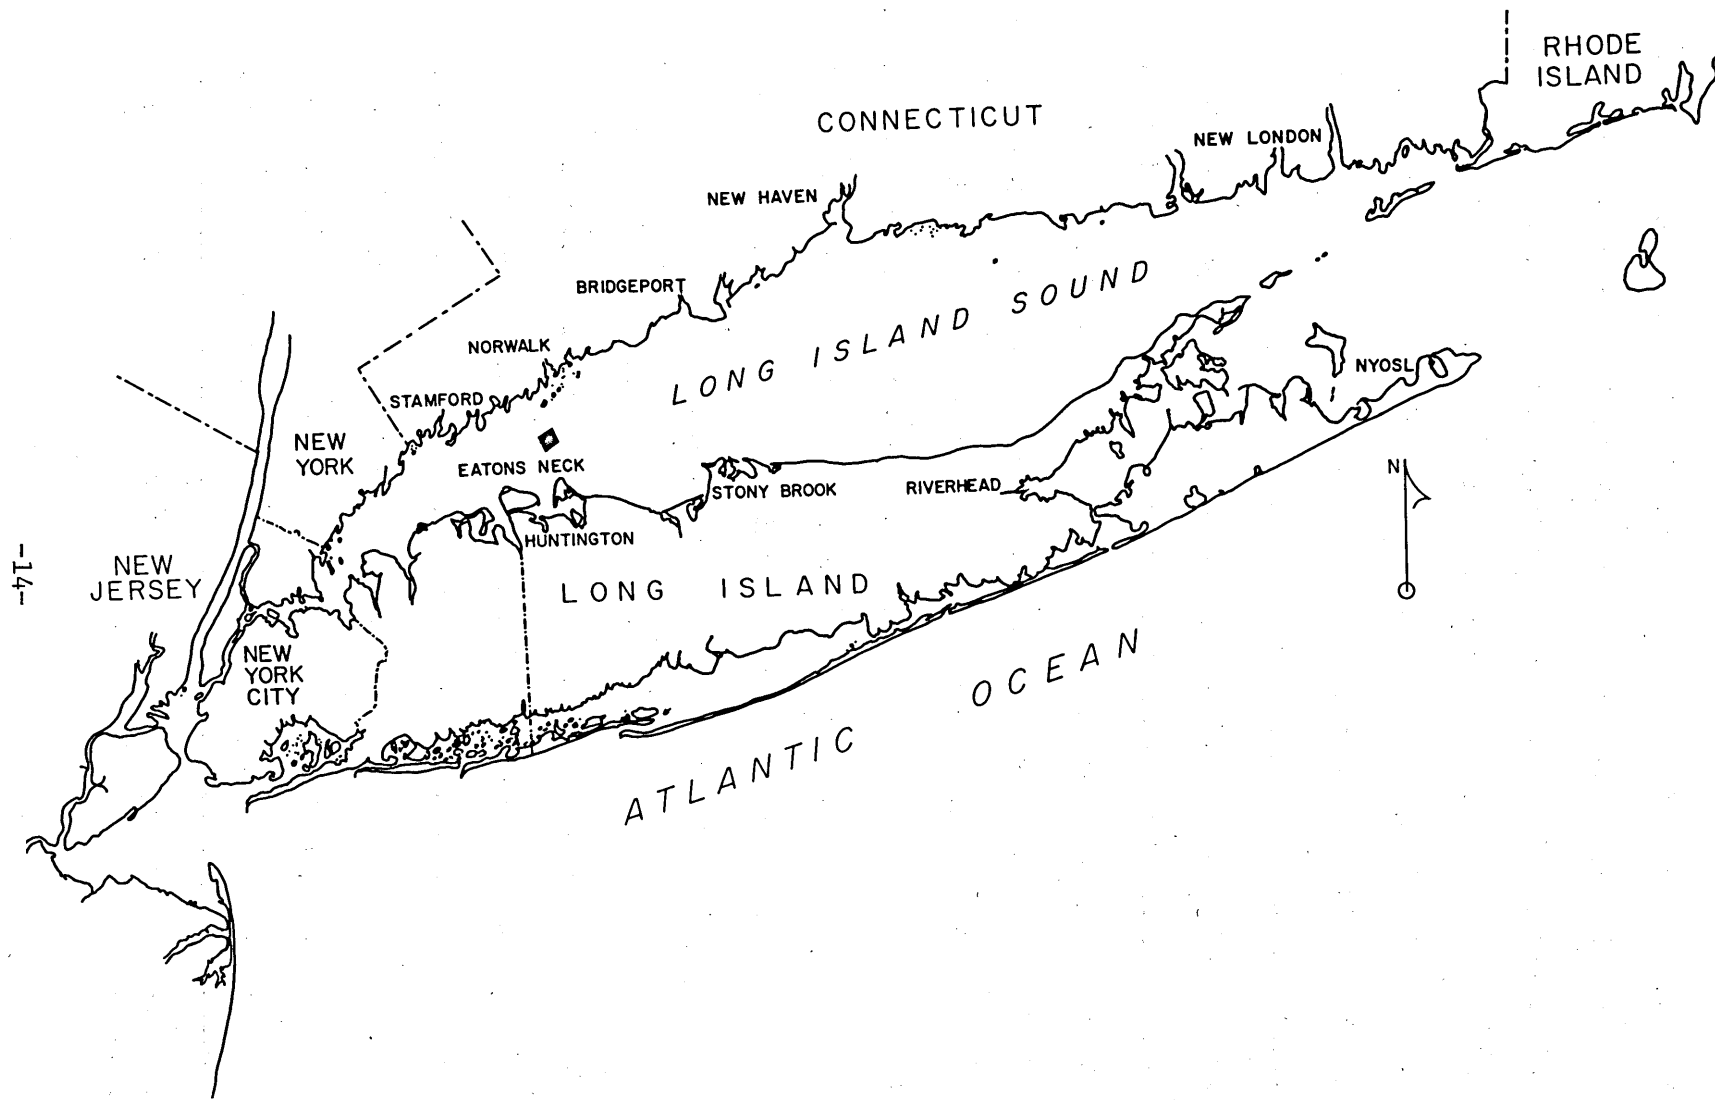 RHODE
ISLAND
CONNECTICUT
NEW LONDON
NEW HAVEN
BRIDGEPORT
LONG ISLAND SOUND
NORWALK
NYOSL
STAMFORD
NEW
YORK
EATONS NECK
STONY BROOK
RIVERHEAD
N
HUNTINGTON
NEW
JERSEY
LONG ISLAND
NEW
YORK
CITY
ATLANTIC OCEAN
-14-